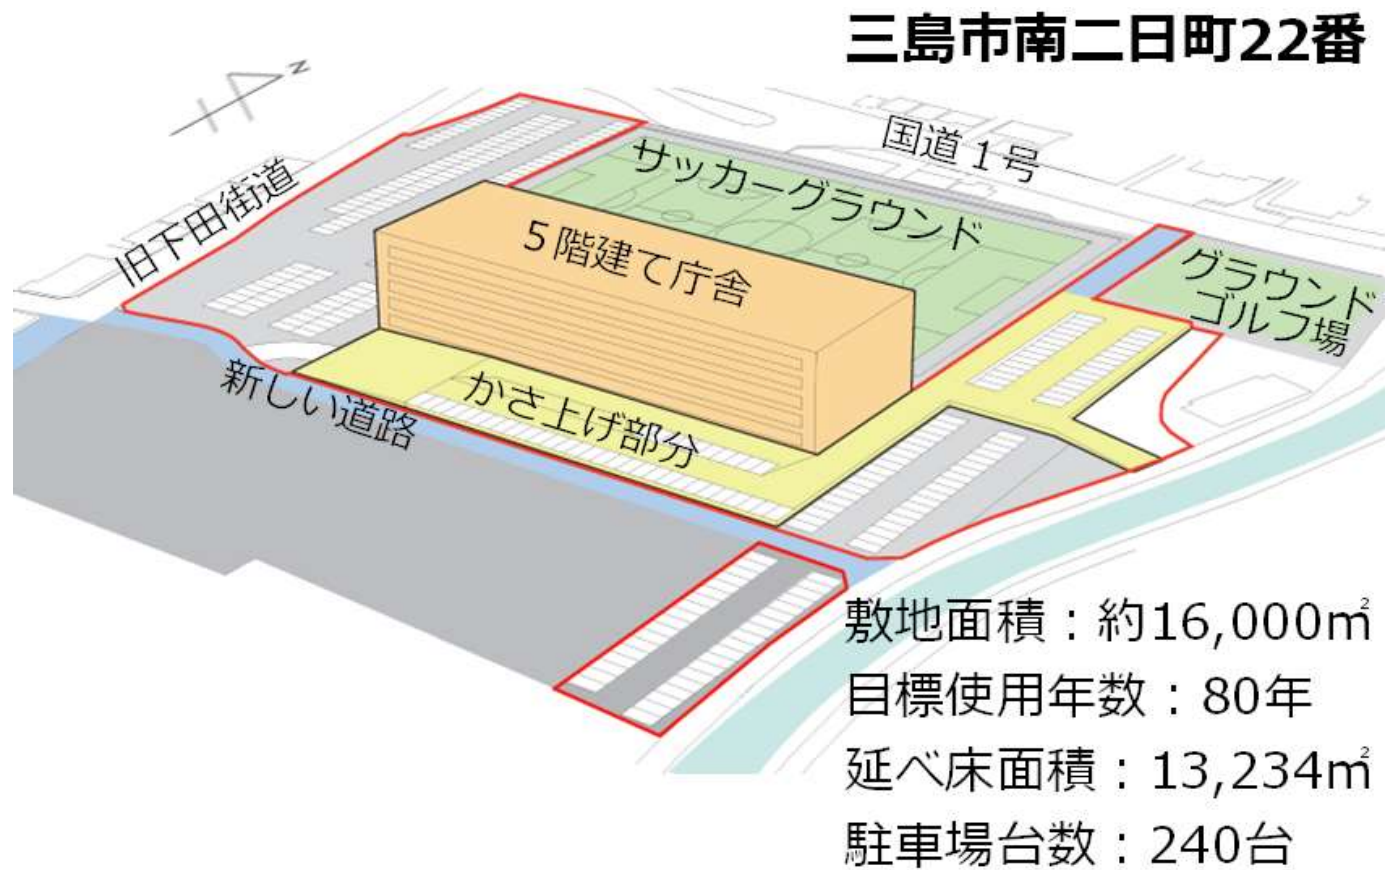 三島市南二日町22番
N
国道1号
サッカーグラウンド
旧下田街道
5階建て庁舎
グラウンド
ゴルフ場
新しい道路
かさ上げ部分
敷地面積：約16,000㎡
目標使用年数：80年
延べ床面積：13,234㎡
駐車場台数：240台